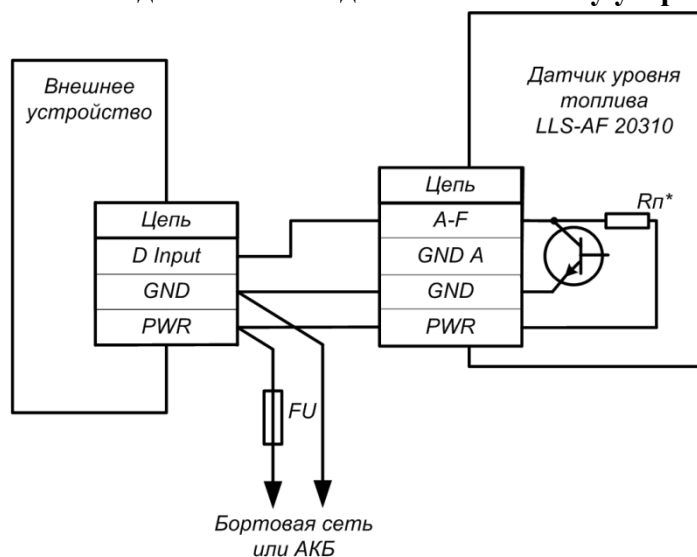 Внешнее
устройство
Цепь
D Input
GND
PWR
FU
Бортовая сеть
или АКБ
Датчик уровня
топлива
LLS-AF 20310
Цепь
A-F
GND A
GND
PWR
Rп*